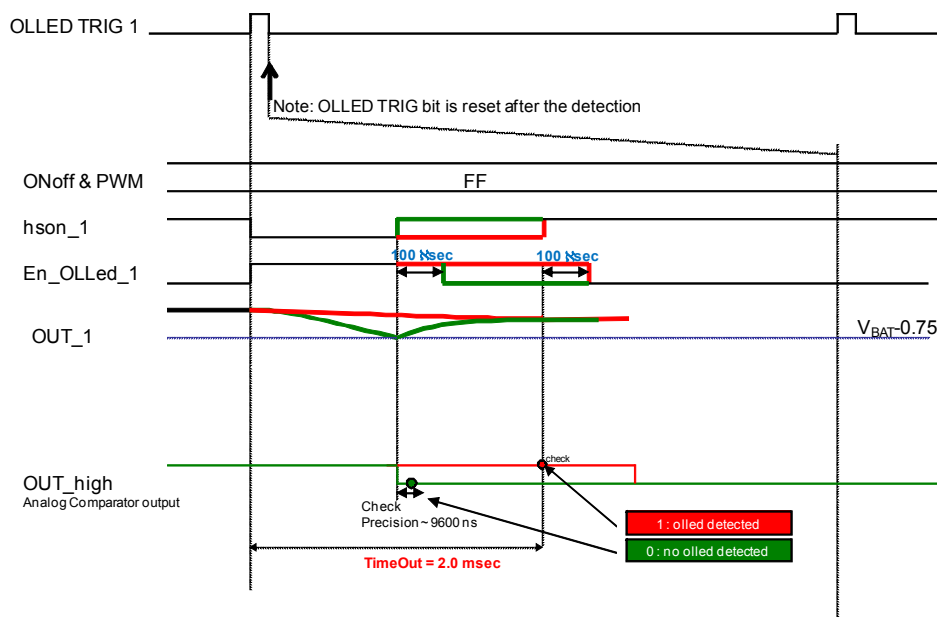 OLLED TRIG 1
Note: OLLED TRIG bit is reset after the detection
ONoff & PWM
FF
hson_1
100 sec
100 sec
En_OLLed_1
OUT_1
VBAT-0.75
check
OUT_high
Analog Comparator output
Check
Precision ~ 9600 ns
1 : olled detected
0 : no olled detected
TimeOut = 2.0 msec